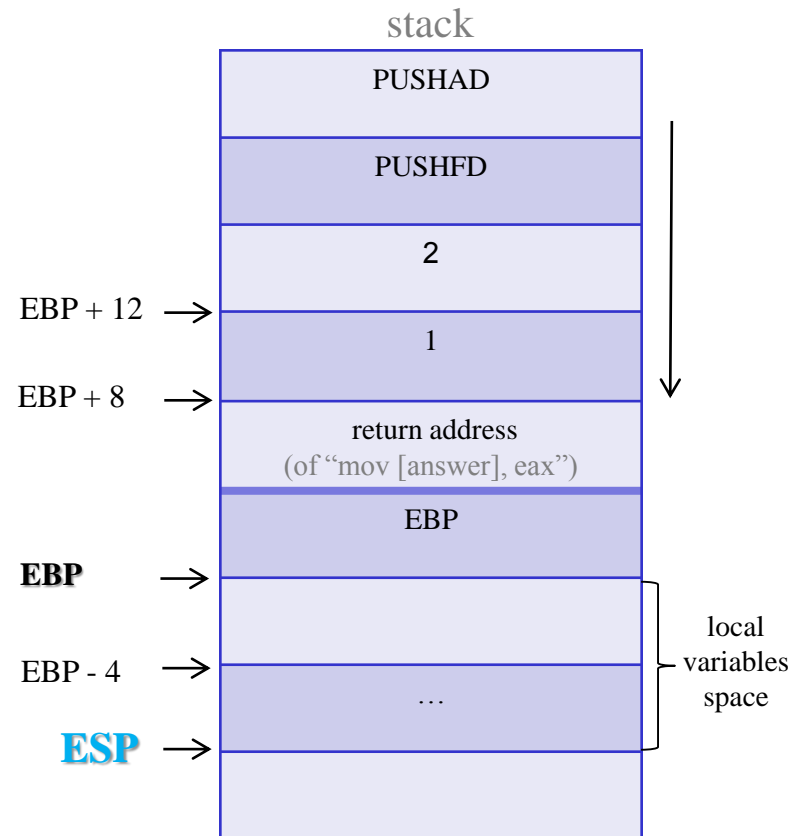 stack
PUSHAD
PUSHFD
2
EBP + 12
1
EBP + 8
return address
(of “mov [answer], eax”)
EBP
EBP
local
variables
space
EBP - 4
…
ESP